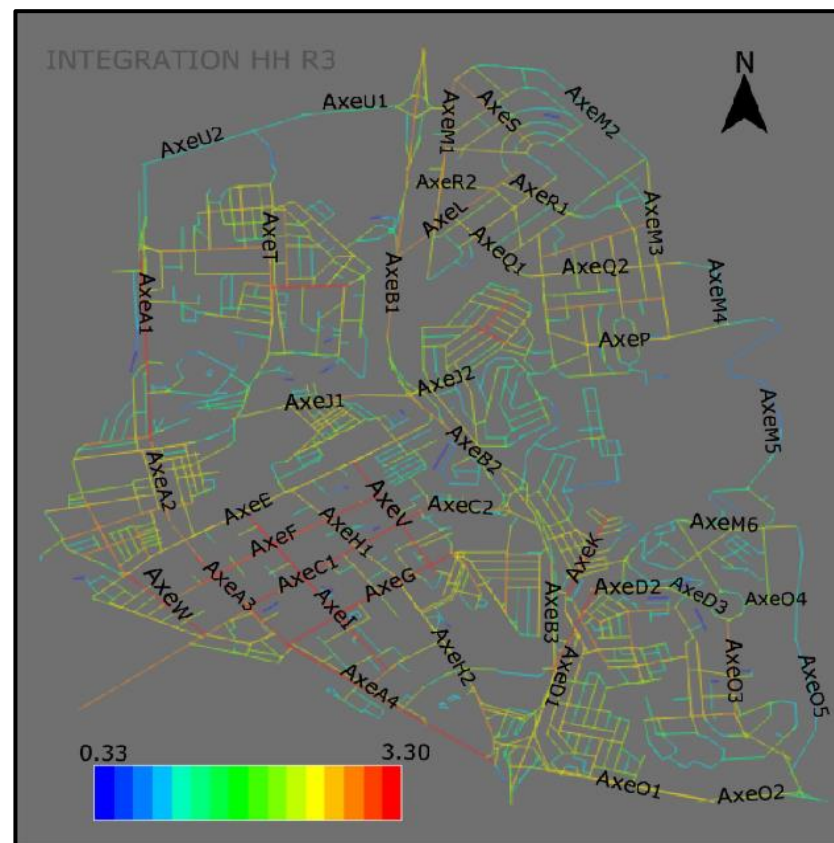 INTEGRATION HH R3
N
AxeU1
AxeU2
AxeM1
AxeS
AxeM2
AxeR2
AxeR1
AxeL
AxeT
AxeM3
AxeQ1
AxeQ2
AxeM4
AxeA1
AxeB1
AxeP
AxeJ2
AxeJ1
AxeM5
AxeB2
AxeA2
AxeE
AxeV
AxeC2
AxeF
AxeH1
AxeM6
AxeK
AxeC1
AxeG
AxeA3
AxeW
AxeI
AxeD2
AxeD3
AxeO4
AxeB3
AxeH2
AxeD1
AxeO3
AxeO5
AxeA4
0.33
3.30
AxeO1
AxeO2